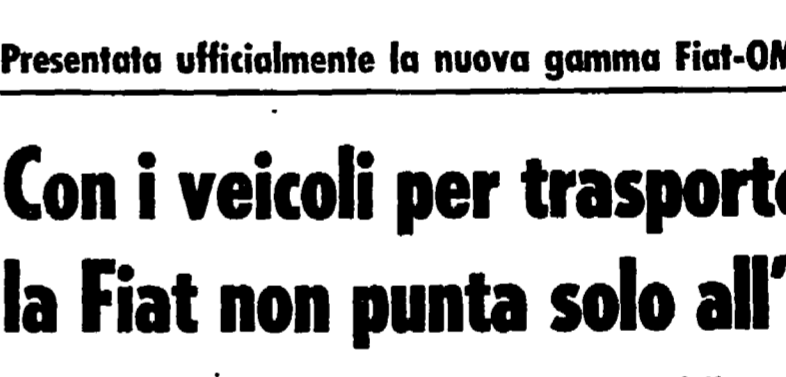 Presentata ufficialmente la nuova gamma Fiat-OM
Con i veicoli per trasporto
la Fiat non punta solo all'